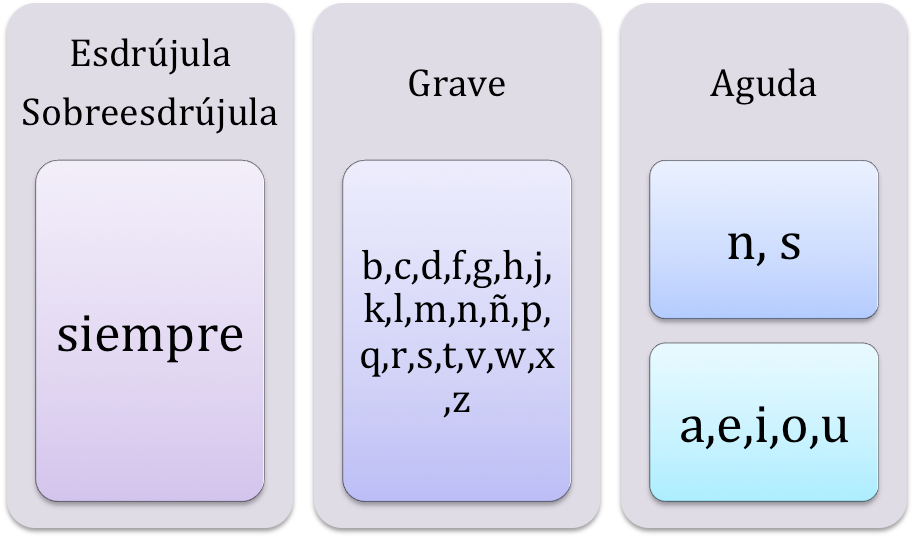 Esdrújula
Sobreesdrújula
siempre
Grave
b,c,d,f,g,h,j,
k,l,m,n,ñ,p,
q,r,s,t,v,w,x
,z
Aguda
n, s
a,e,i,o,u